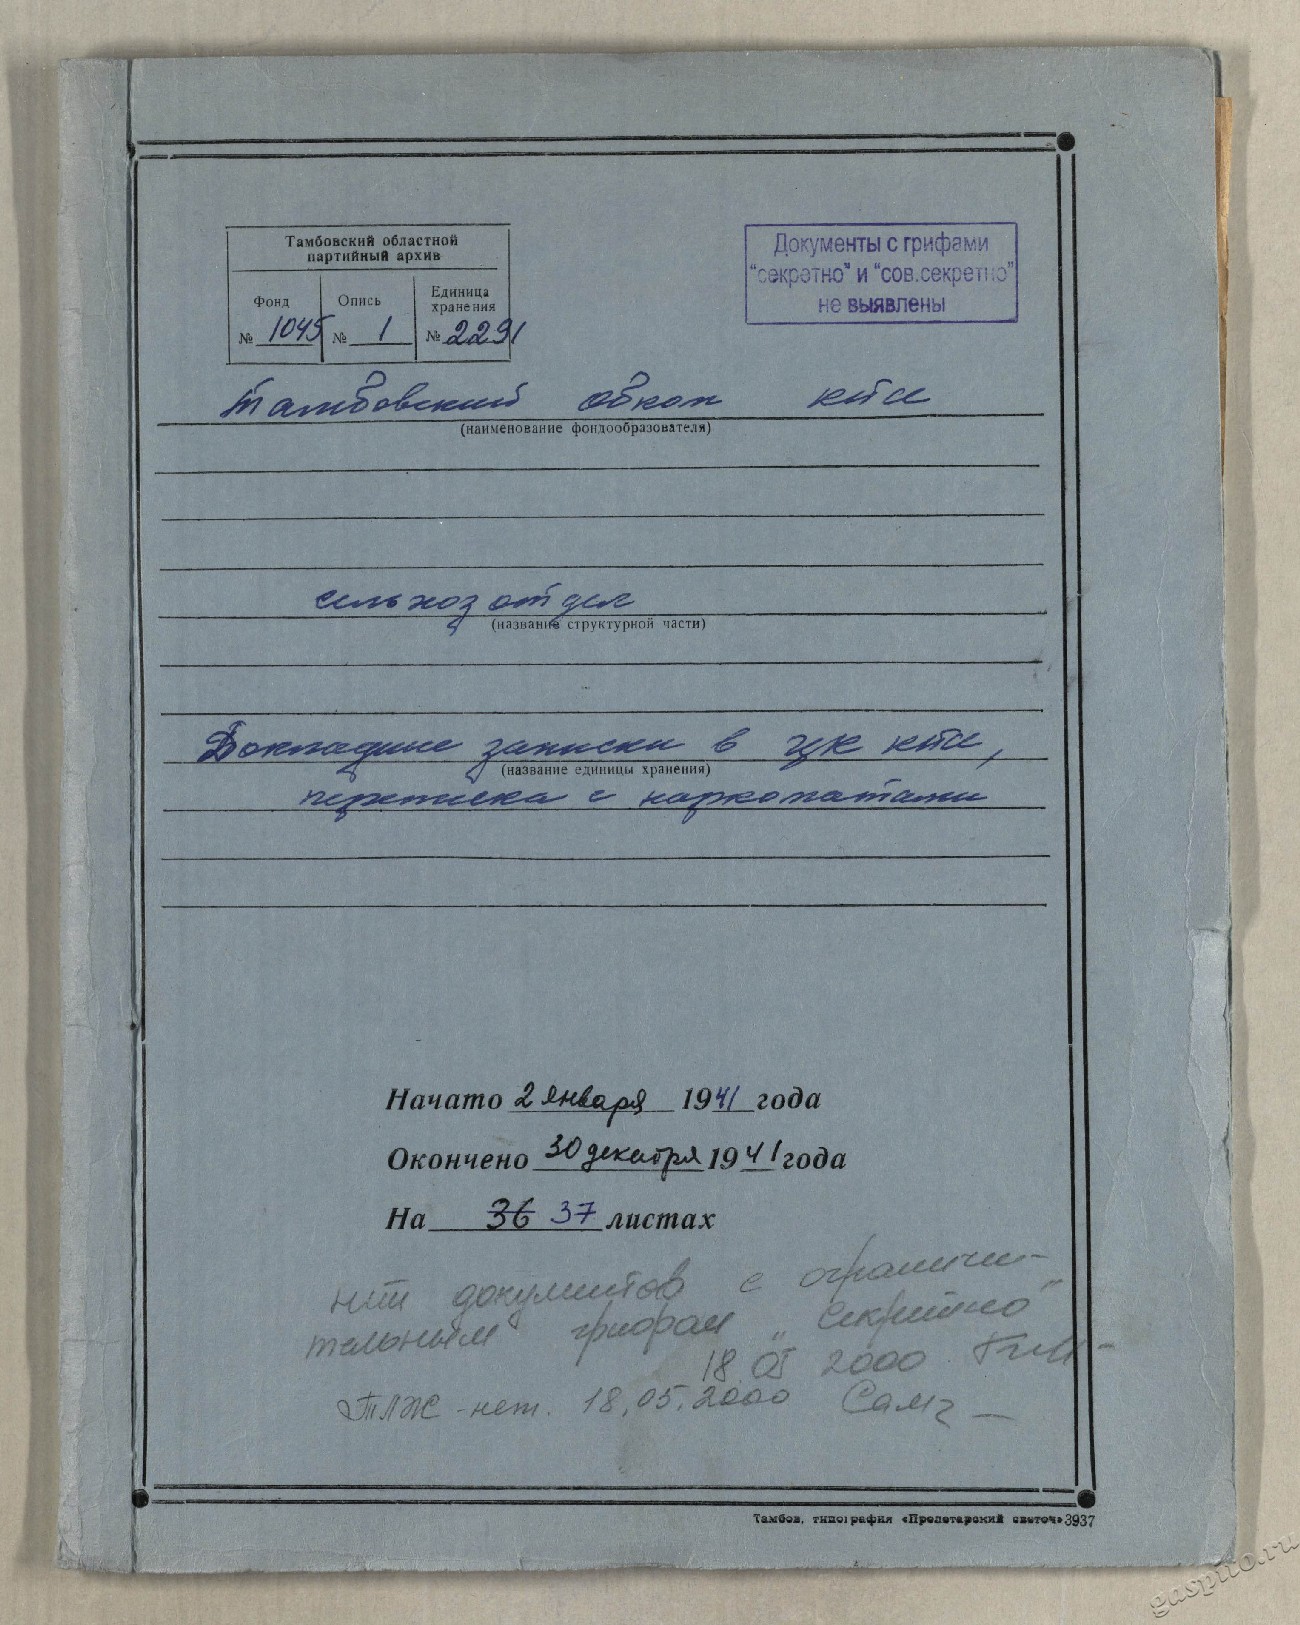 Тамбовский областной
партийный архив
Фонд
Опись
Единица
хранения
№ 1045
№ 1
№ 2291
Документы с грифами
"секретно" и "сов.секретно"
не выявлены
Тамбовский обком КПСС
(наименование фондообразователя)
сельхозотдел
(название структурной части)
Докладные записки в ЦК КПСС,
(название единицы хранения)
переписка с наркоматами
Начато 2 января 1941 года
Окончено 30 декабря 1941 года
На 36 37 листах
нет документов с ограничи-
тельным грифом „секретно"
18 05 2000
ТЛЖ - нет. 18.05.2000
Тамбов, типография «Пролетарский светоч» 3937
gaspito.ru